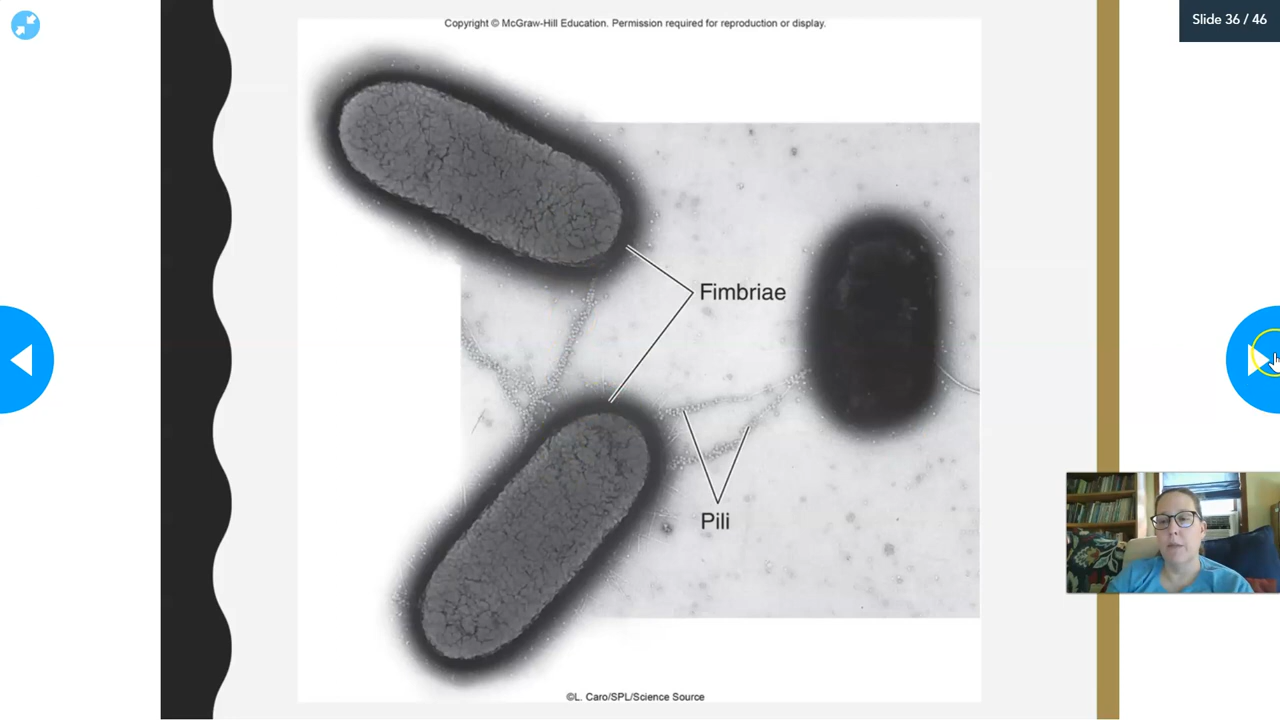 Copyright © McGraw-Hill Education. Permission required for reproduction or display.
Slide 36 / 46
Fimbriae
Pili
©L. Caro/SPL/Science Source